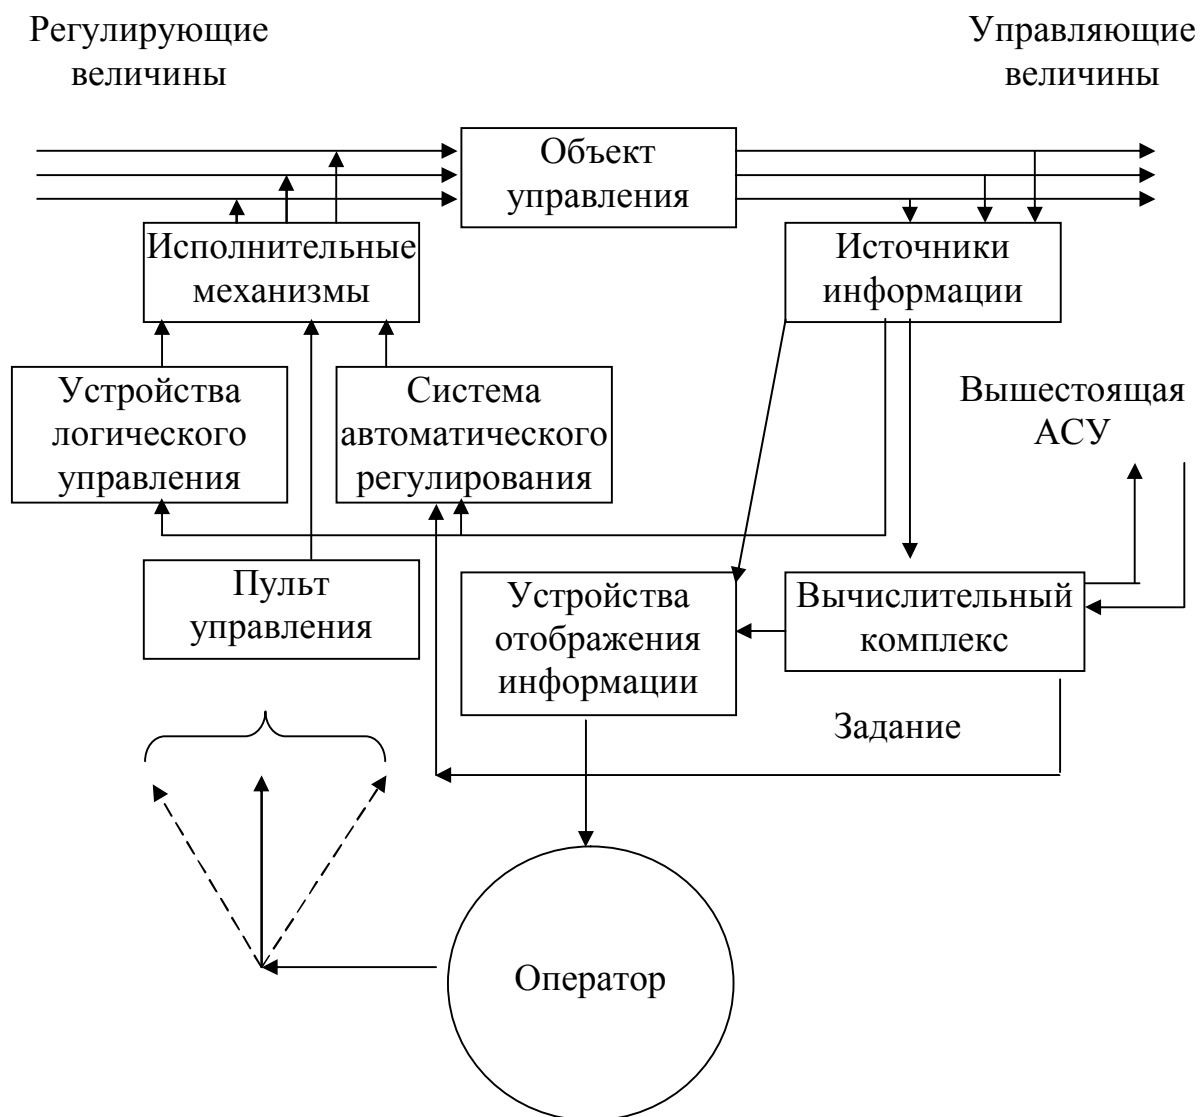 Регулирующие
величины
Управляющие
величины
Объект
управления
Исполнительные
механизмы
Источники
информации
Устройства
логического
управления
Система
автоматического
регулирования
Вышестоящая
АСУ
Пульт
управления
Устройства
отображения
информации
Вычислительный
комплекс
Задание
Оператор